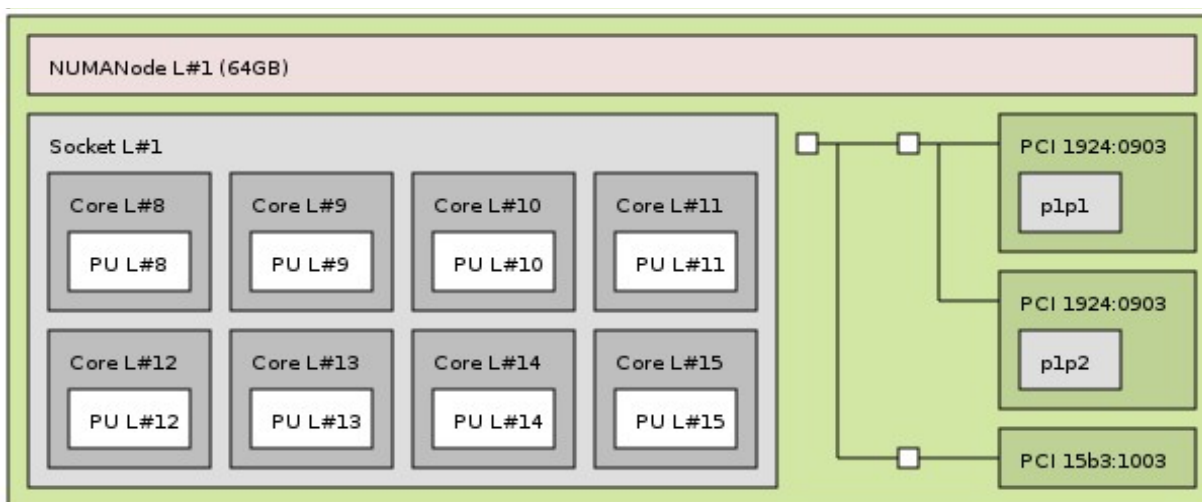 NUMANode L#1 (64GB)
Socket L#1
Core L#8
PU L#8
Core L#9
PU L#9
Core L#10
PU L#10
Core L#11
PU L#11
Core L#12
PU L#12
Core L#13
PU L#13
Core L#14
PU L#14
Core L#15
PU L#15
PCI 1924:0903
p1p1
PCI 1924:0903
p1p2
PCI 15b3:1003